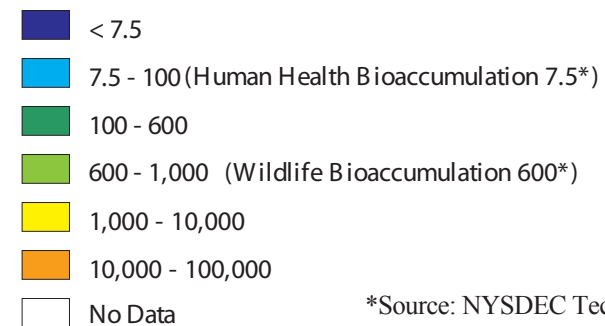 < 7.5
7.5 - 100 (Human Health Bioaccumulation 7.5*)
100 - 600
600 - 1,000 (Wildlife Bioaccumulation 600*)
1,000 - 10,000
10,000 - 100,000
No Data *Source: NYSDEC